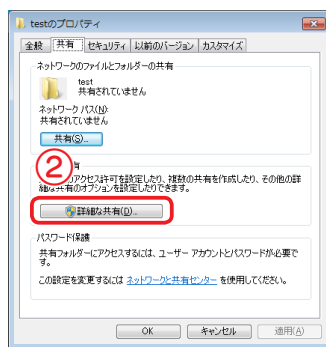 testのプロパティ
全般 共有 セキュリティ 以前のバージョン カスタマイズ
ネットワークのファイルとフォルダーの共有
test
共有されていません
ネットワーク パス(N):
共有されていません
共有(S)...
②
有
アクセス許可を設定したり、複数の共有を作成したり、その他の詳
細な共有のオプションを設定したりできます。
詳細な共有(D)...
パスワード保護
共有フォルダーにアクセスするには、ユーザー アカウントとパスワードが必要で
す。
この設定を変更するには ネットワークと共有センター を使用してください。
OK キャンセル 適用(A)